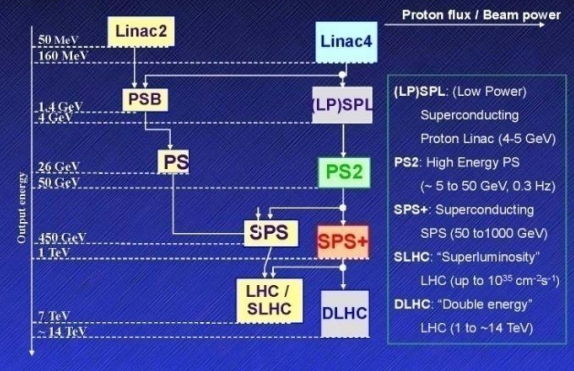 Proton flux / Beam power
Linac2
Linac4
50 MeV
160 MeV
PSB
(LP)SPL
1.4 GeV
4 GeV
PS
26 GeV
PS2
50 GeV
Output energy
SPS
SPS+
450 GeV
1 TeV
LHC /
SLHC
DLHC
7 TeV
~ 14 TeV
(LP)SPL: (Low Power)
Superconducting
Proton Linac (4-5 GeV)
PS2: High Energy PS
(~ 5 to 50 GeV, 0.3 Hz)
SPS+: Superconducting
SPS (50 to1000 GeV)
SLHC: “Superluminosity”
LHC (up to 10³⁵ cm⁻²s⁻¹)
DLHC: “Double energy”
LHC (1 to ~14 TeV)